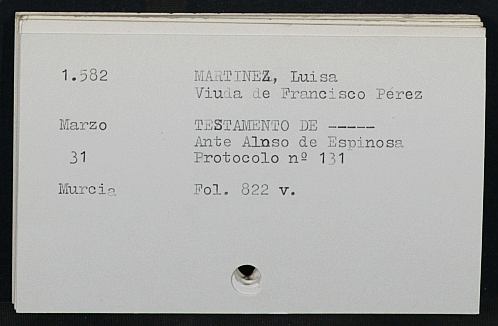 1.582 MARTINEZ, Luisa
Viuda de Francisco Pérez
Marzo TESTAMENTO DE -----
Ante Alnso de Espinosa
31 Protocolo nº 131
Murcia Fol. 822 v.